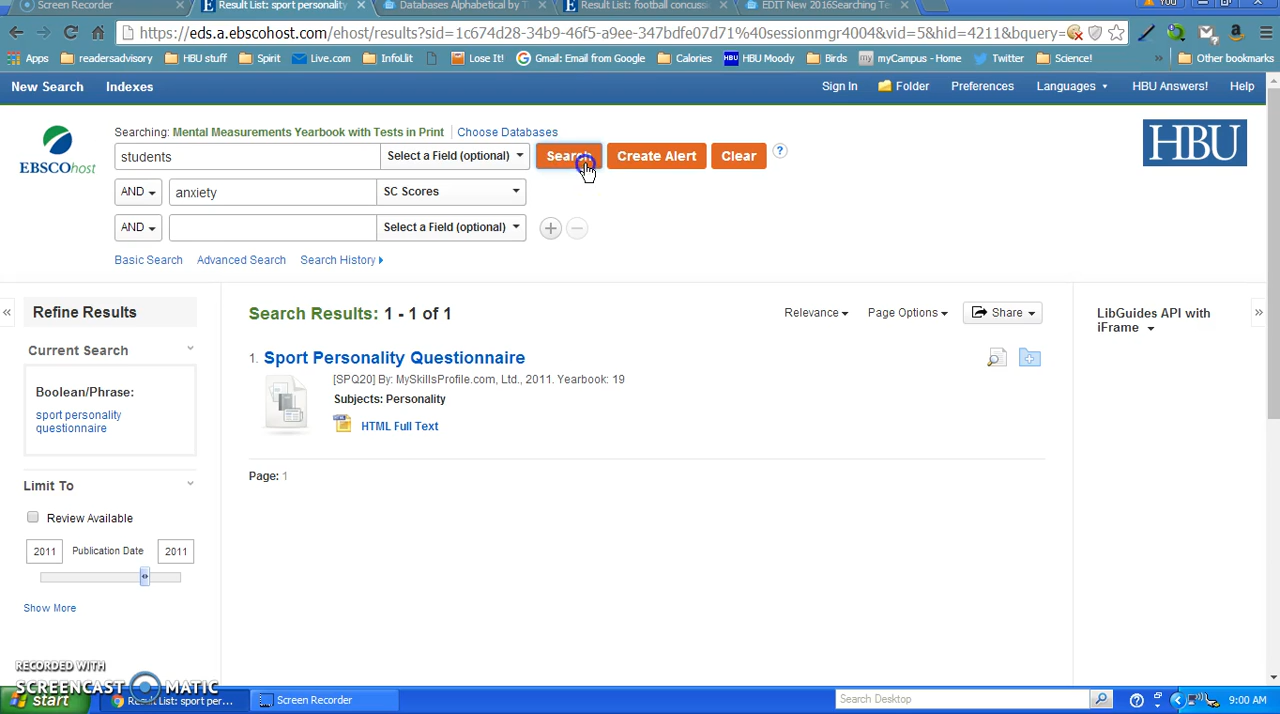 Screen Recorder
Result List: sport personality
Databases Alphabetical by T
Result List: football concuss
EDIT New 2016Searching Te
You
https://eds.a.ebscohost.com/ehost/results?sid=1c674d28-34b9-46f5-a9ee-347bdfe07d71%40sessionmgr4004&vid=5&hid=4211&bquery=
Apps
readersadvisory
HBU stuff
Spirit
Live.com
InfoLit
Lose It!
Gmail: Email from Google
Calories
HBU Moody
Birds
myCampus - Home
Twitter
Science!
»
Other bookmarks
New Search
Indexes
Sign In
Folder
Preferences
Languages
HBU Answers!
Help
EBSCOhost
Searching: Mental Measurements Yearbook with Tests in Print
Choose Databases
students
Select a Field (optional)
Search
Create Alert
Clear
?
HBU
AND
anxiety
SC Scores
AND
Select a Field (optional)
Basic Search
Advanced Search
Search History
«
Refine Results
Current Search
Boolean/Phrase:
sport personality
questionnaire
Limit To
Review Available
2011
Publication Date
2011
Show More
Search Results: 1 - 1 of 1
Relevance
Page Options
Share
1.
Sport Personality Questionnaire
[SPQ20] By: MySkillsProfile.com, Ltd., 2011. Yearbook: 19
Subjects: Personality
HTML Full Text
Page: 1
LibGuides API with
iFrame
»
RECORDED WITH
SCREENCAST MATIC
start
Result List: sport per...
Screen Recorder
Search Desktop
9:00 AM